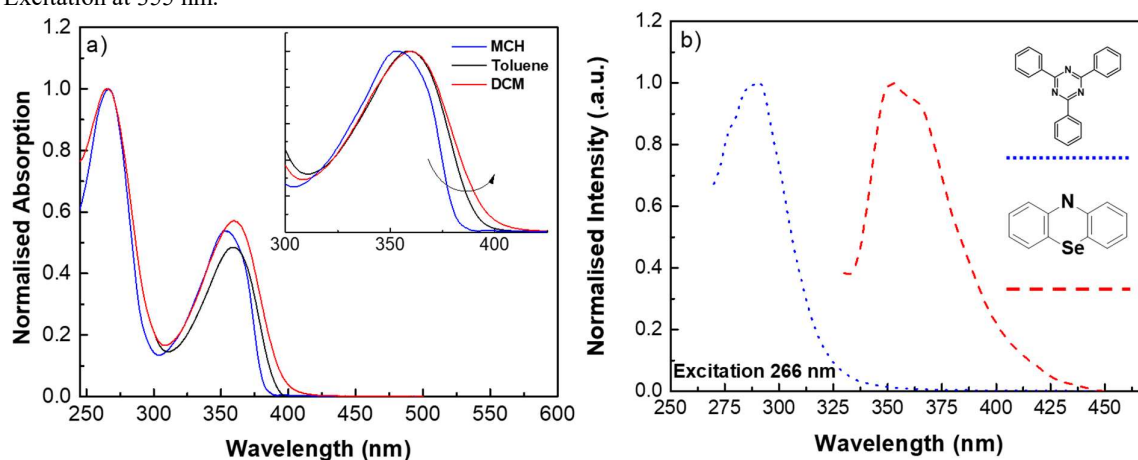 Excitation at 355 nm.
a)
MCH
Toluene
DCM
300 350 400
1.2
1.0
0.8
0.6
0.4
0.2
0.0
Normalised Absorption
250 300 350 400 450 500 550 600
Wavelength (nm)
b)
N N
N
N
Se
Excitation 266 nm
1.2
1.0
0.8
0.6
0.4
0.2
0.0
Normalised Intensity (.a.u.)
250 275 300 325 350 375 400 425 450
Wavelength (nm)